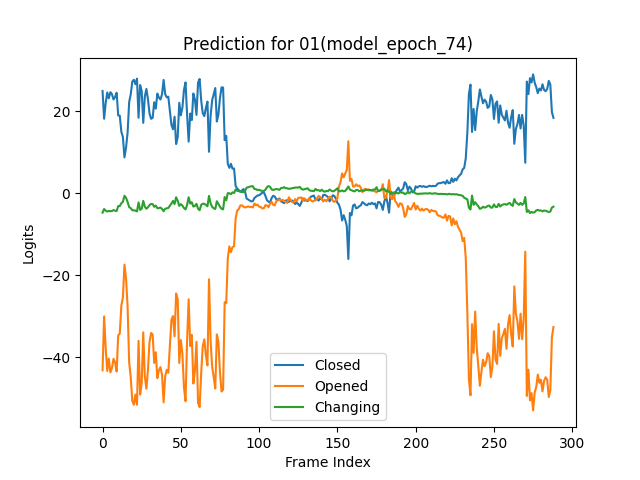 Prediction for 01(model_epoch_74)
Logits
20
0
−20
−40
Closed
Opened
Changing
0
50
100
150
200
250
300
Frame Index